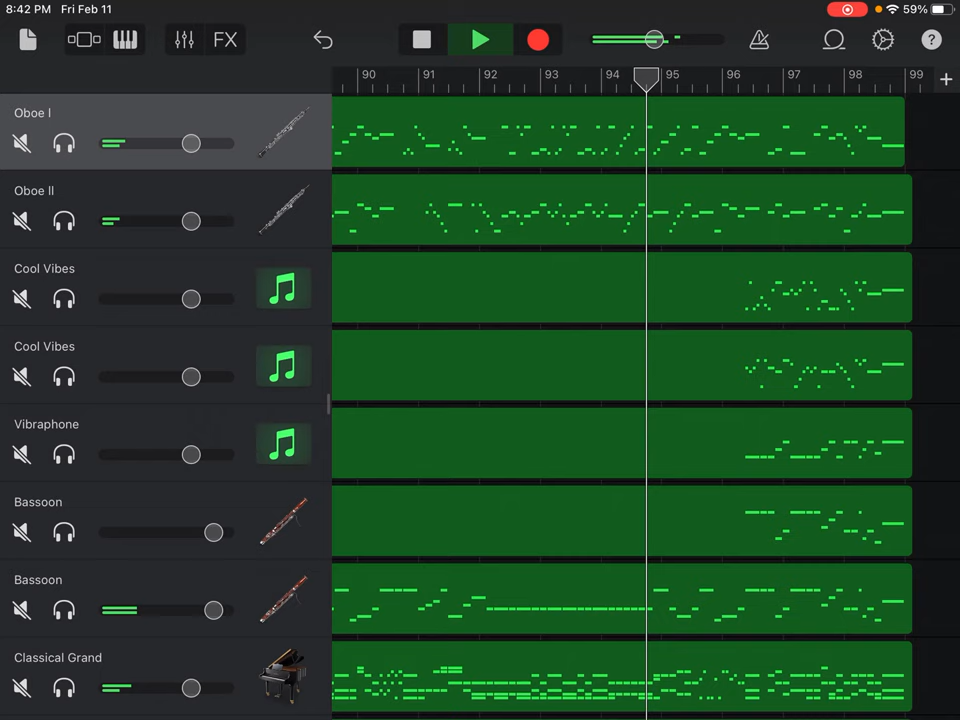 8:42 PM Fri Feb 11
59%
FX
?
90 91 92 93 94 95 96 97 98 99 +
Oboe I
Oboe II
Cool Vibes
Cool Vibes
Vibraphone
Bassoon
Bassoon
Classical Grand